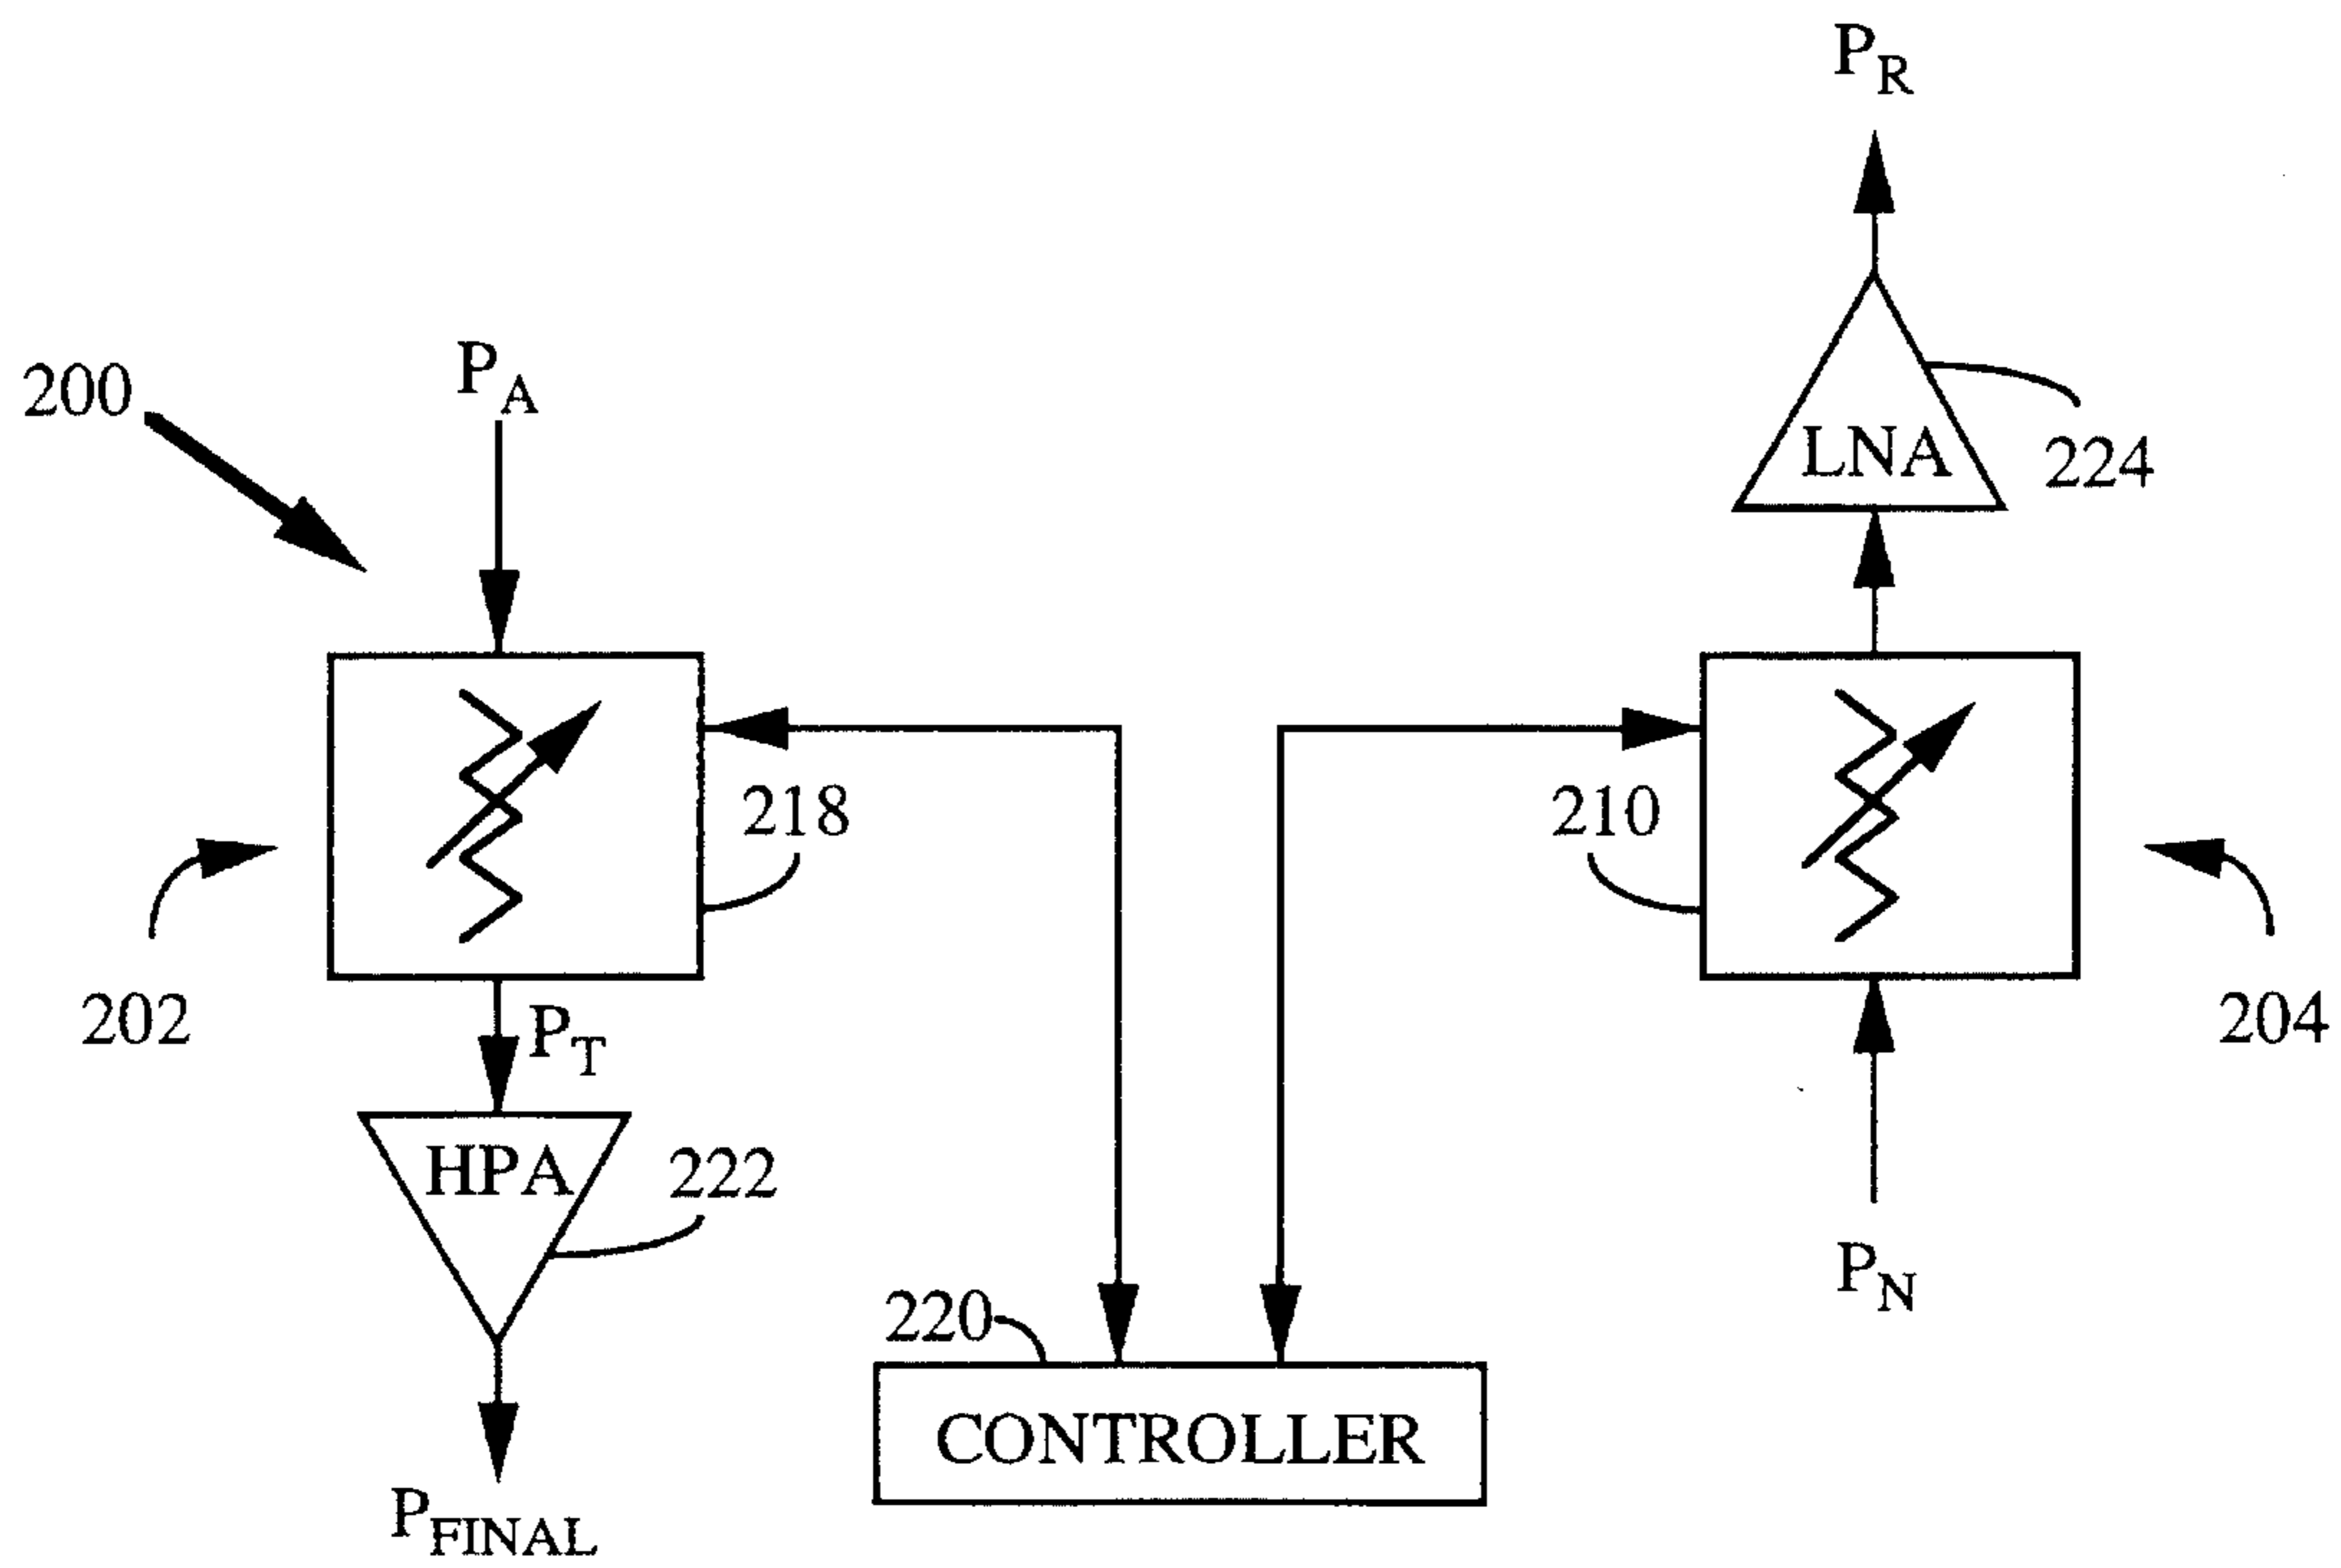 P_R
200
P_A
LNA
224
218
210
202
P_T
204
HPA
222
P_N
220
CONTROLLER
P_FINAL